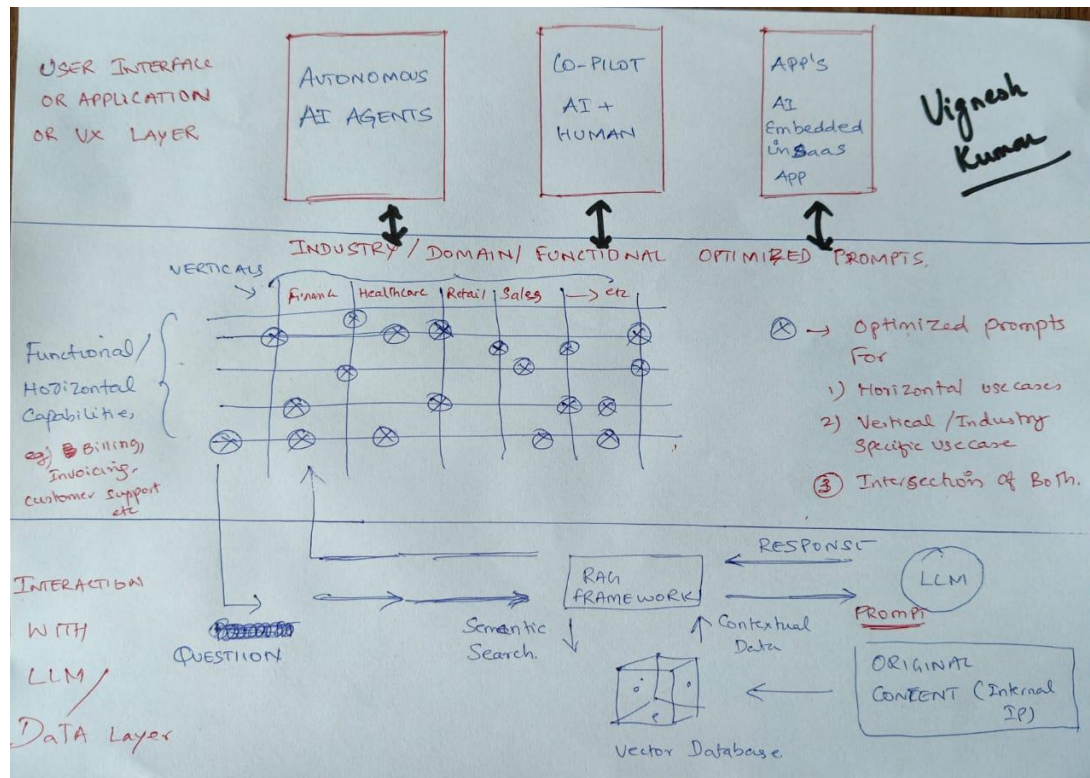 USER INTERFACE
OR APPLICATION
OR UX LAYER
AUTONOMOUS
AI AGENTS
CO-PILOT
AI +
HUMAN
APP'S
AI
Embedded
in Saas
APP
Vignesh
Kumar
INDUSTRY / DOMAIN / FUNCTIONAL OPTIMIZED PROMPTS.
VERTICALS
Finance Healthcare Retail Sales → etc
Functional /
Horizontal
Capabilities,
eg) Billing,
Invoicing,
Customer Support
etc
⊗ → Optimized prompts
For
1) Horizontal use cases
2) Vertical / Industry
Specific usecase
③ Intersection of Both.
INTERACTION
WITH
LLM /
DATA Layer
QUESTION
Semantic
Search.
RAG
FRAMEWORK
RESPONSE
LLM
PROMPT
Contextual
Data
Vector Database.
ORIGINAL
CONTENT (Internal
IP)